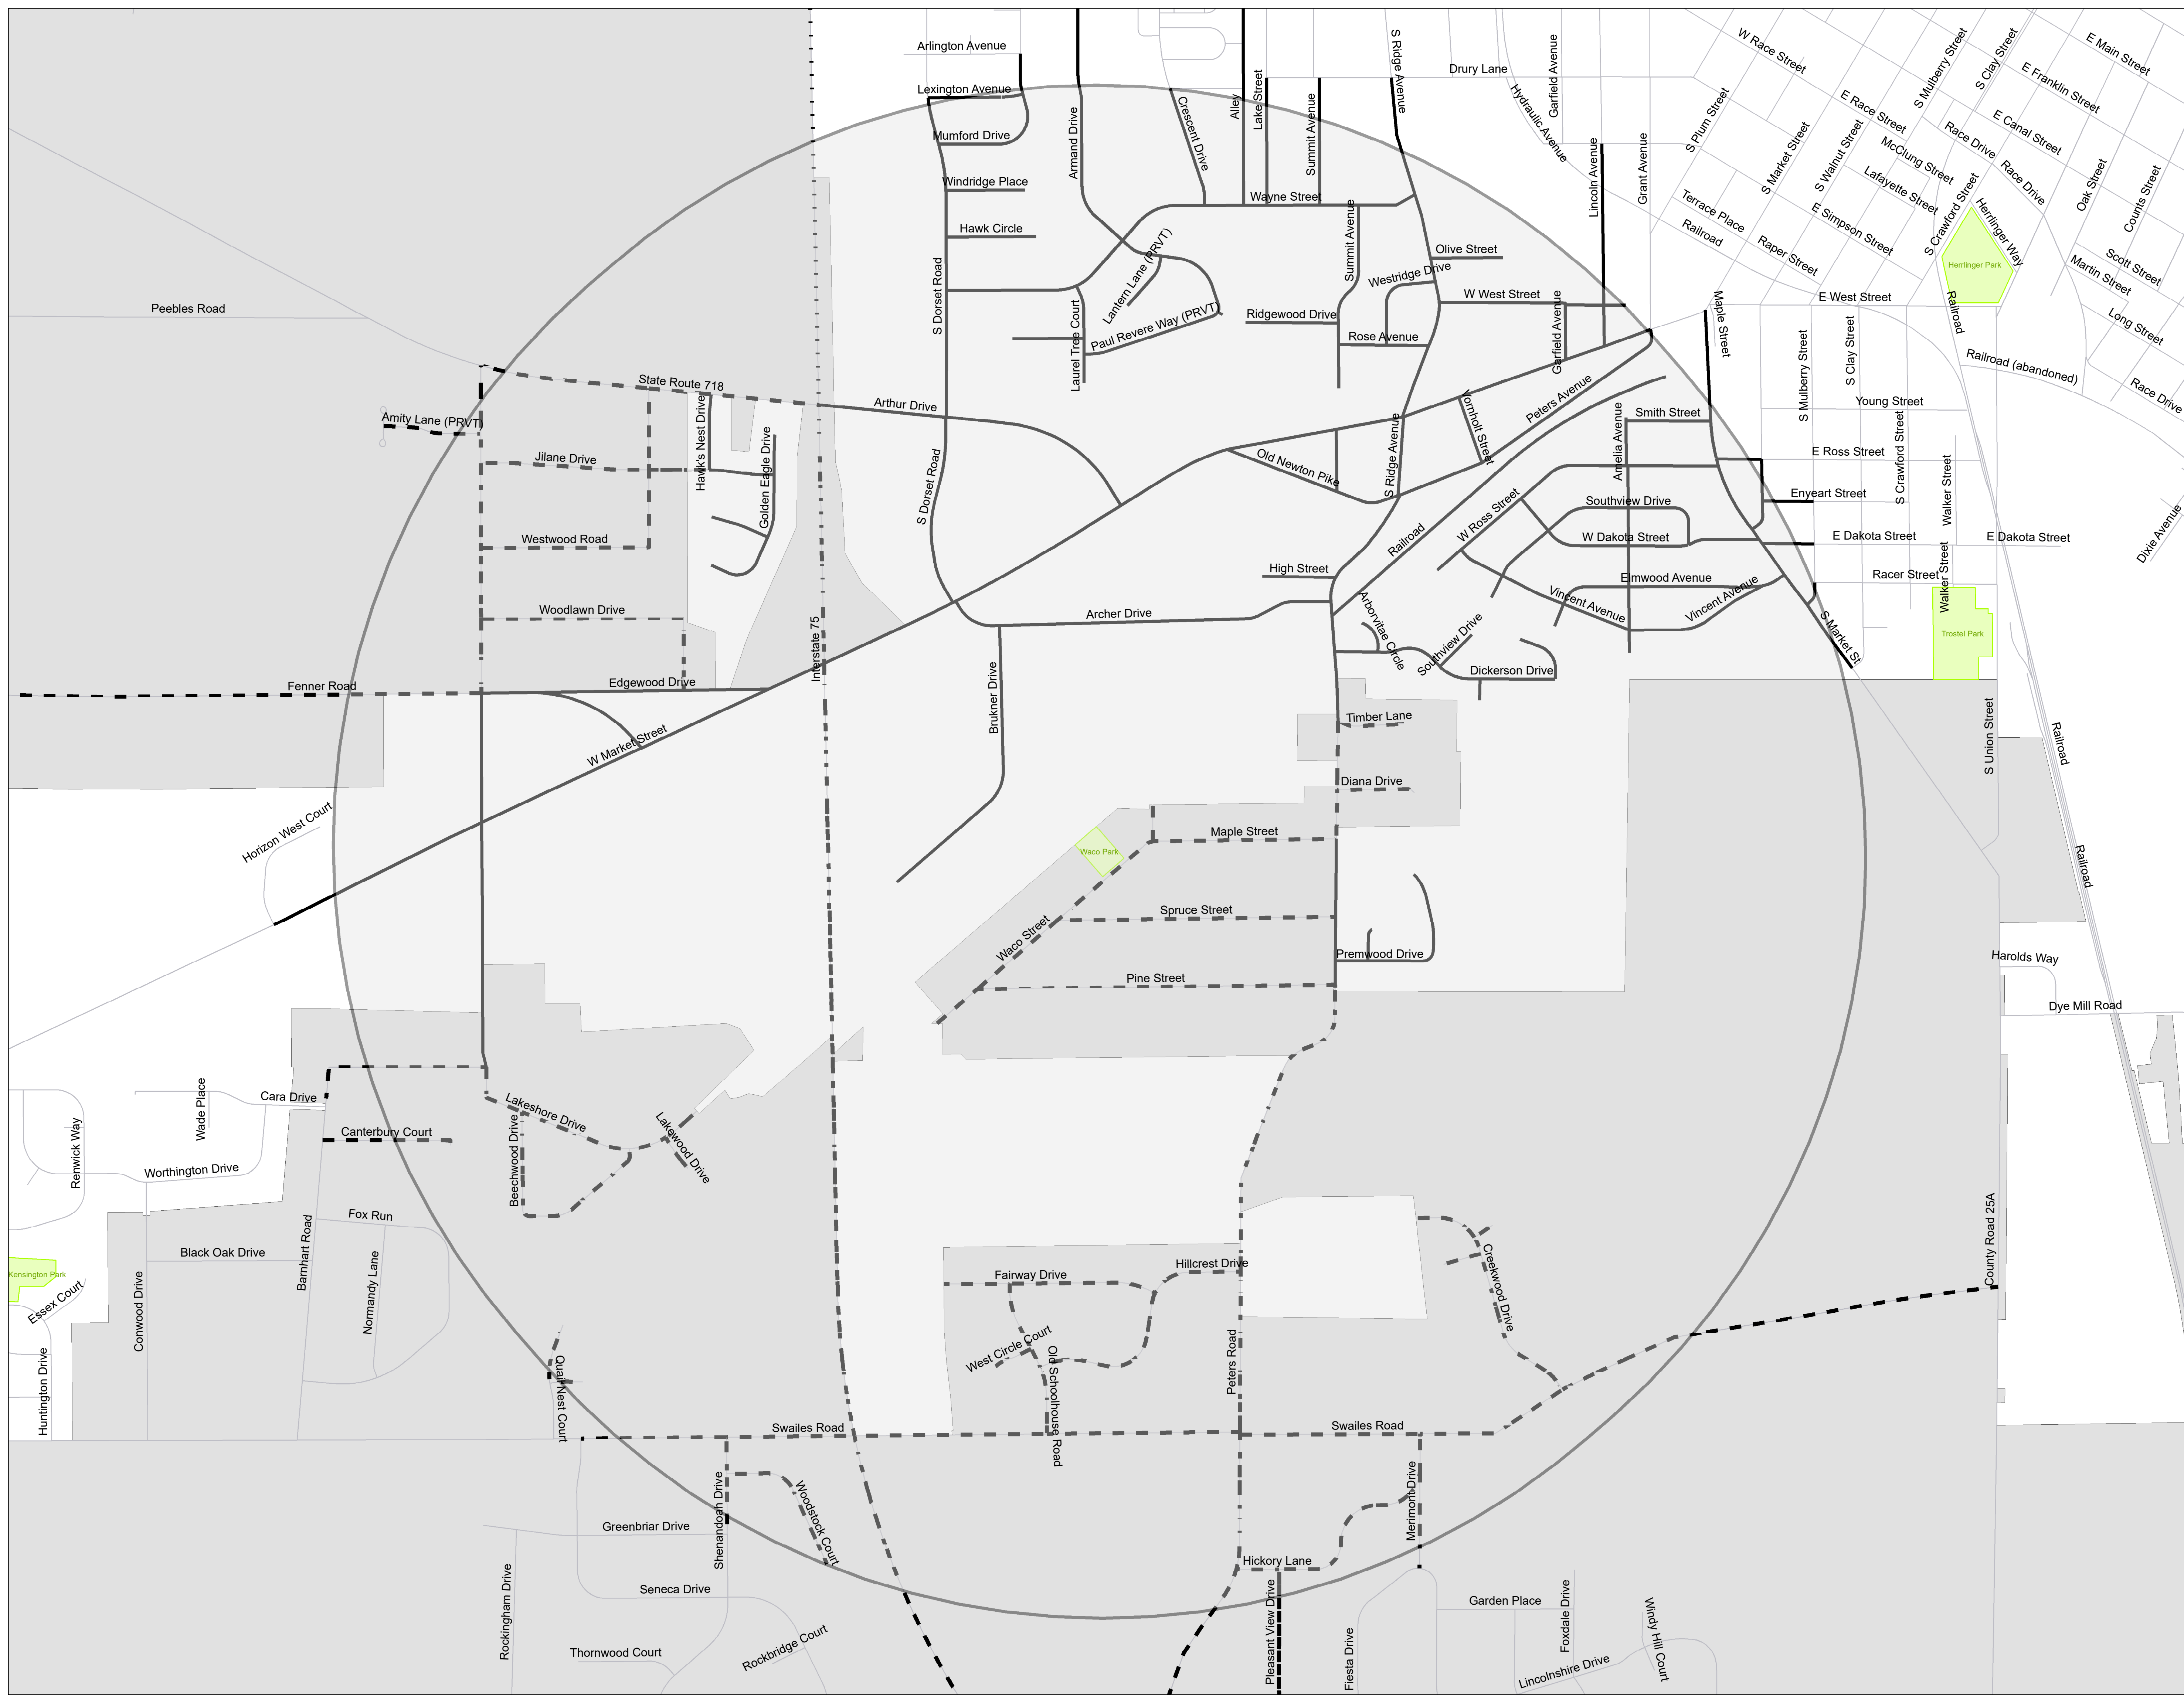 Arlington Avenue
Lexington Avenue
Mumford Drive
Windridge Place
Hawk Circle
Armand Drive
Crescent Drive
Alley
Lake Street
Summit Avenue
S Ridge Avenue
Drury Lane
Hydraulic Avenue
Garfield Avenue
Lincoln Avenue
Grant Avenue
W Race Street
S Plum Street
S Market Street
S Walnut Street
S Mulberry Street
S Clay Street
E Main Street
E Franklin Street
E Race Street
E Canal Street
Race Drive
McClung Street
Race Drive
Lafayette Street
Oak Street
Counts Street
Terrace Place
Railroad
Raper Street
E Simpson Street
S Crawford Street
Herrlinger Way
Herrlinger Park
Scott Street
Martin Street
Long Street
Wayne Street
Summit Avenue
Olive Street
Westridge Drive
W West Street
Ridgewood Drive
Rose Avenue
Garfield Avenue
Maple Street
E West Street
Railroad
Railroad (abandoned)
Race Drive
S Dorset Road
Lantern Lane (PRVT)
Paul Revere Way (PRVT)
Laurel Tree Court
Peebles Road
State Route 718
Arthur Drive
Amity Lane (PRVT)
Jilane Drive
Hawk's Nest Drive
Golden Eagle Drive
Westwood Road
Woodlawn Drive
S Dorset Road
Old Newton Pike
S Ridge Avenue
Vornholt Street
Peters Avenue
Amelia Avenue
Smith Street
S Mulberry Street
S Clay Street
Young Street
E Ross Street
S Crawford Street
Walker Street
Enyeart Street
Southview Drive
W Ross Street
W Dakota Street
E Dakota Street
E Dakota Street
Dixie Avenue
Railroad
High Street
Elmwood Avenue
Vincent Avenue
Vincent Avenue
Racer Street
Walker Street
Trostel Park
Archer Drive
Arborvitae Circle
Southview Drive
Dickerson Drive
S Market St
Interstate 75
Fenner Road
Edgewood Drive
W Market Street
Brukner Drive
Timber Lane
Diana Drive
S Union Street
Railroad
Railroad
Horizon West Court
Waco Park
Maple Street
Spruce Street
Waco Street
Pine Street
Premwood Drive
Harolds Way
Dye Mill Road
Renwick Way
Wade Place
Cara Drive
Canterbury Court
Worthington Drive
Lakeshore Drive
Beechwood Drive
Lakewood Drive
Kensington Park
Essex Court
Huntington Drive
Conwood Drive
Black Oak Drive
Barnhart Road
Fox Run
Normandy Lane
Fairway Drive
Hillcrest Drive
West Circle Court
Old Schoolhouse Road
Peters Road
Creekwood Drive
County Road 25A
Quail Nest Court
Swailes Road
Swailes Road
Shenandoah Drive
Woodstock Court
Greenbriar Drive
Rockingham Drive
Seneca Drive
Thornwood Court
Rockbridge Court
Merimont Drive
Hickory Lane
Pleasant View Drive
Fiesta Drive
Garden Place
Foxdale Drive
Windy Hill Court
Lincolnshire Drive